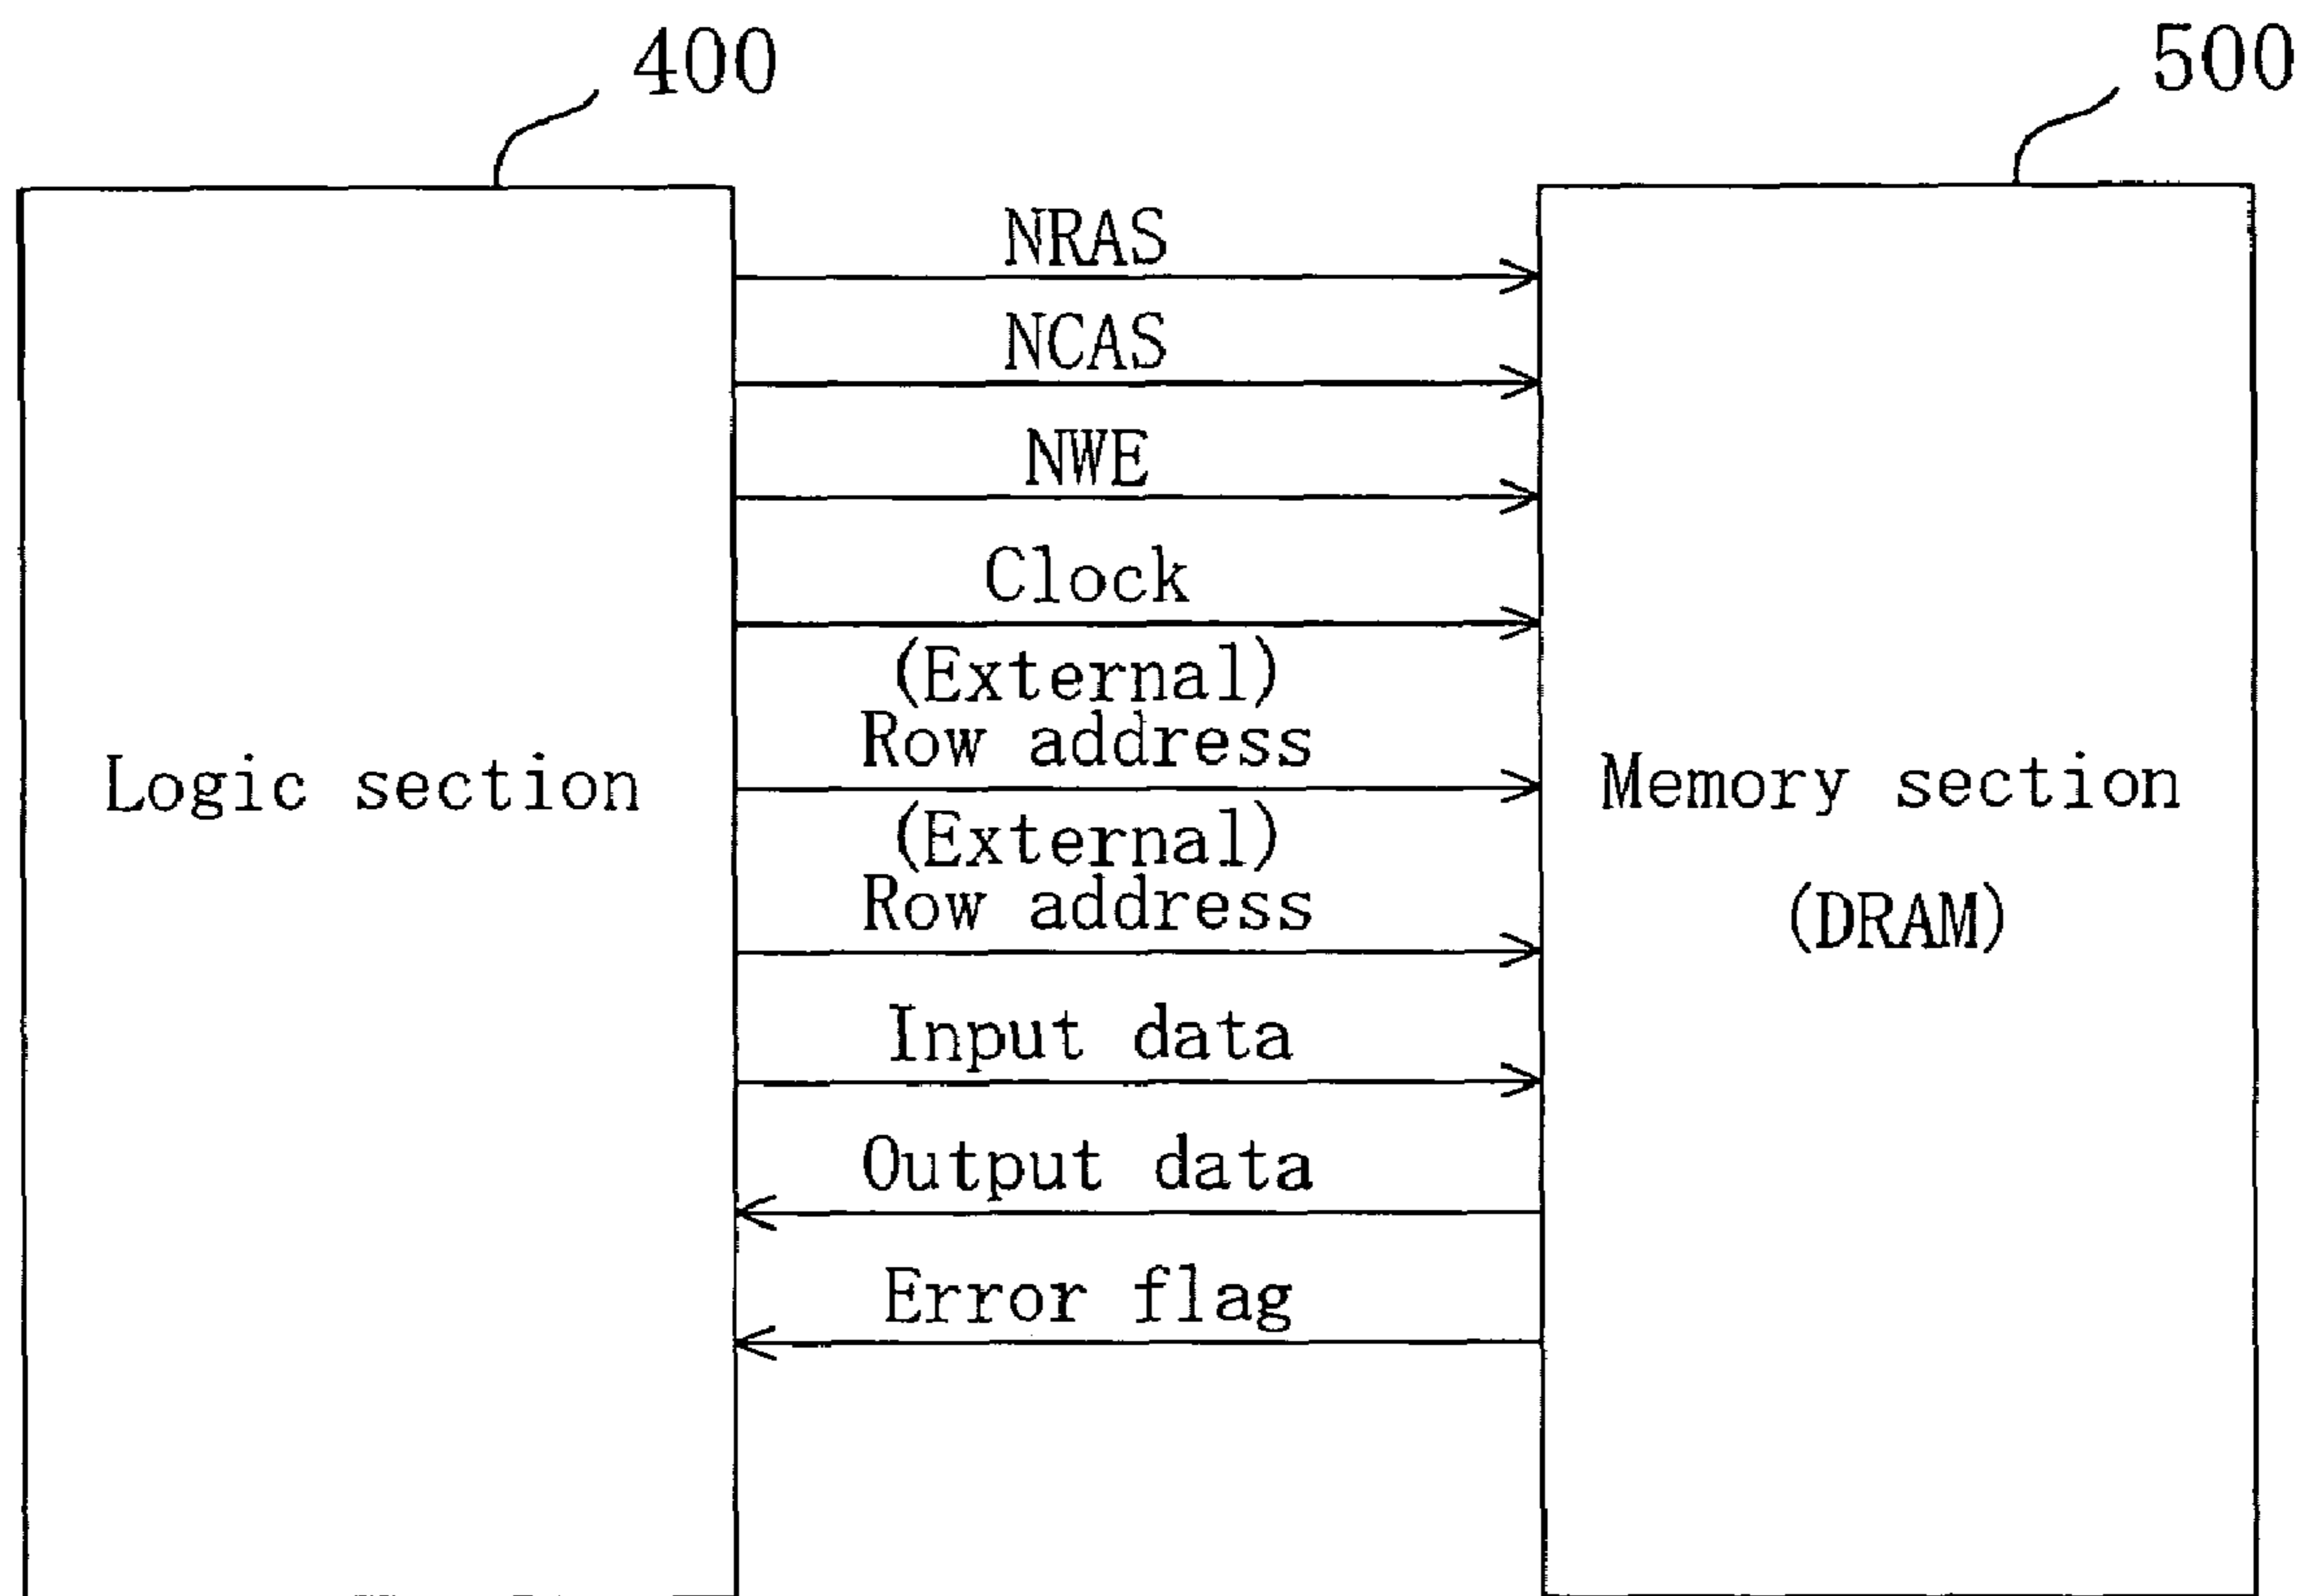 400
500
NRAS
NCAS
NWE
Clock
(External)
Row address
(External)
Row address
Input data
Output data
Error flag
Logic section
Memory section
(DRAM)